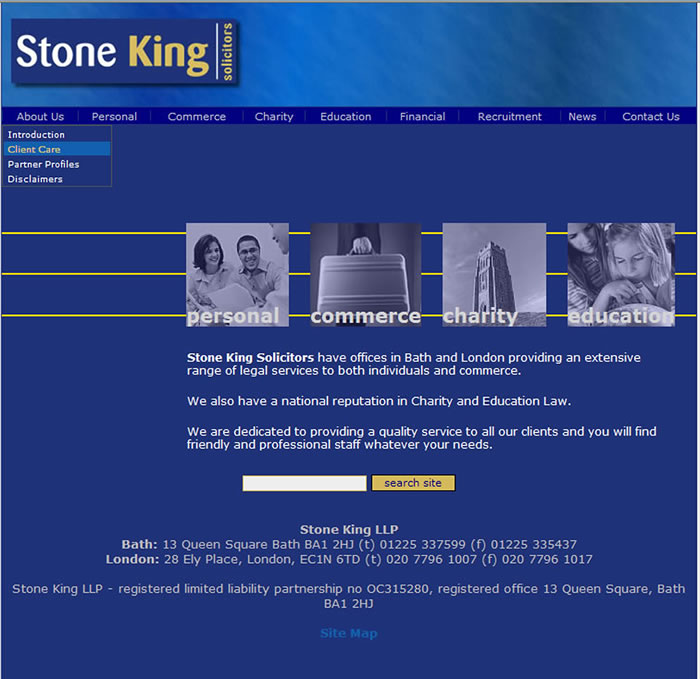 Stone King solicitors
About Us Personal Commerce Charity Education Financial Recruitment News Contact Us
Introduction
Client Care
Partner Profiles
Disclaimers
personal commerce charity education
Stone King Solicitors have offices in Bath and London providing an extensive
range of legal services to both individuals and commerce.
We also have a national reputation in Charity and Education Law.
We are dedicated to providing a quality service to all our clients and you will find
friendly and professional staff whatever your needs.
search site
Stone King LLP
Bath: 13 Queen Square Bath BA1 2HJ (t) 01225 337599 (f) 01225 335437
London: 28 Ely Place, London, EC1N 6TD (t) 020 7796 1007 (f) 020 7796 1017
Stone King LLP - registered limited liability partnership no OC315280, registered office 13 Queen Square, Bath
BA1 2HJ
Site Map